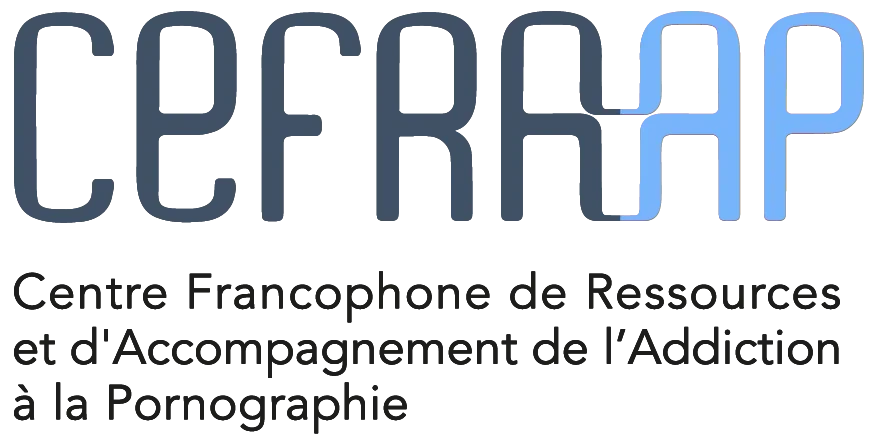 CEFRAAP
Centre Francophone de Ressources
et d'Accompagnement de l’Addiction
à la Pornographie